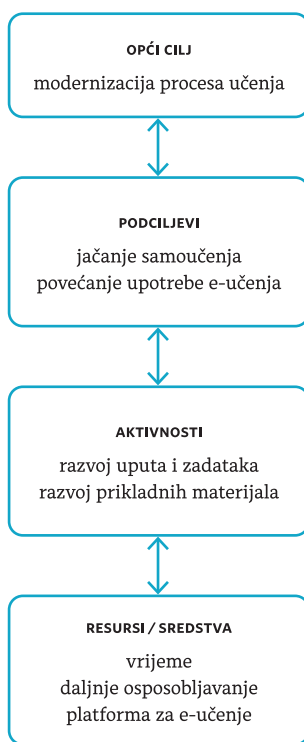 OPĆI CILJ
modernizacija procesa učenja
PODCILJEVI
jačanje samoučenja
povećanje upotrebe e-učenja
AKTIVNOSTI
razvoj uputa i zadataka
razvoj prikladnih materijala
RESURSI / SREDSTVA
vrijeme
daljnje osposobljavanje
platforma za e-učenje